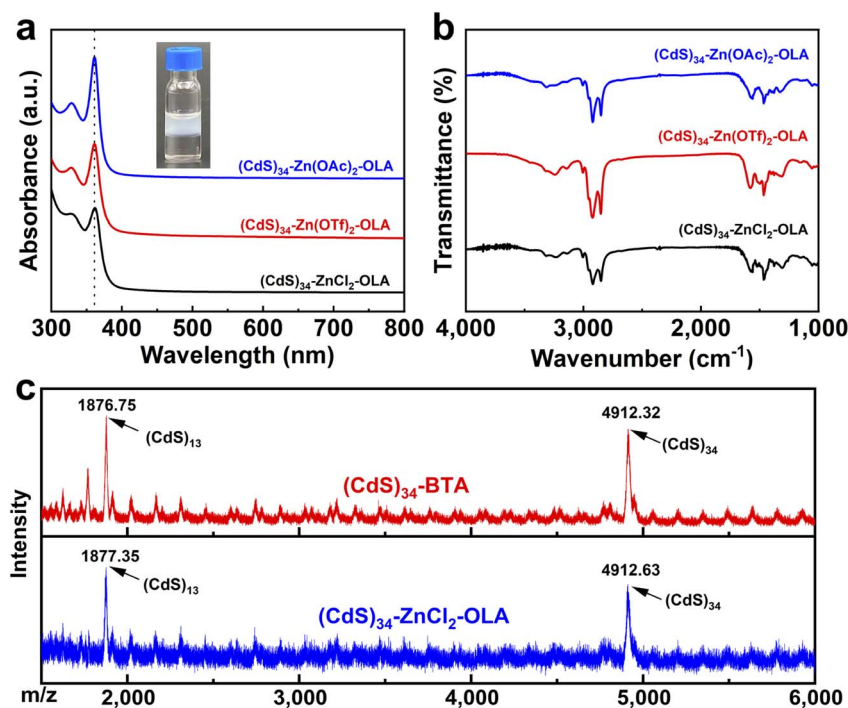 a
Absorbance (a.u.)
(CdS)₃₄-Zn(OAc)₂-OLA
(CdS)₃₄-Zn(OTf)₂-OLA
(CdS)₃₄-ZnCl₂-OLA
300 400 500 600 700 800
Wavelength (nm)
b
Transmittance (%)
(CdS)₃₄-Zn(OAc)₂-OLA
(CdS)₃₄-Zn(OTf)₂-OLA
(CdS)₃₄-ZnCl₂-OLA
4,000 3,000 2,000 1,000
Wavenumber (cm⁻¹)
c
Intensity
1876.75
(CdS)₁₃
4912.32
(CdS)₃₄
(CdS)₃₄-BTA
1877.35
(CdS)₁₃
4912.63
(CdS)₃₄
(CdS)₃₄-ZnCl₂-OLA
m/z 2,000 3,000 4,000 5,000 6,000